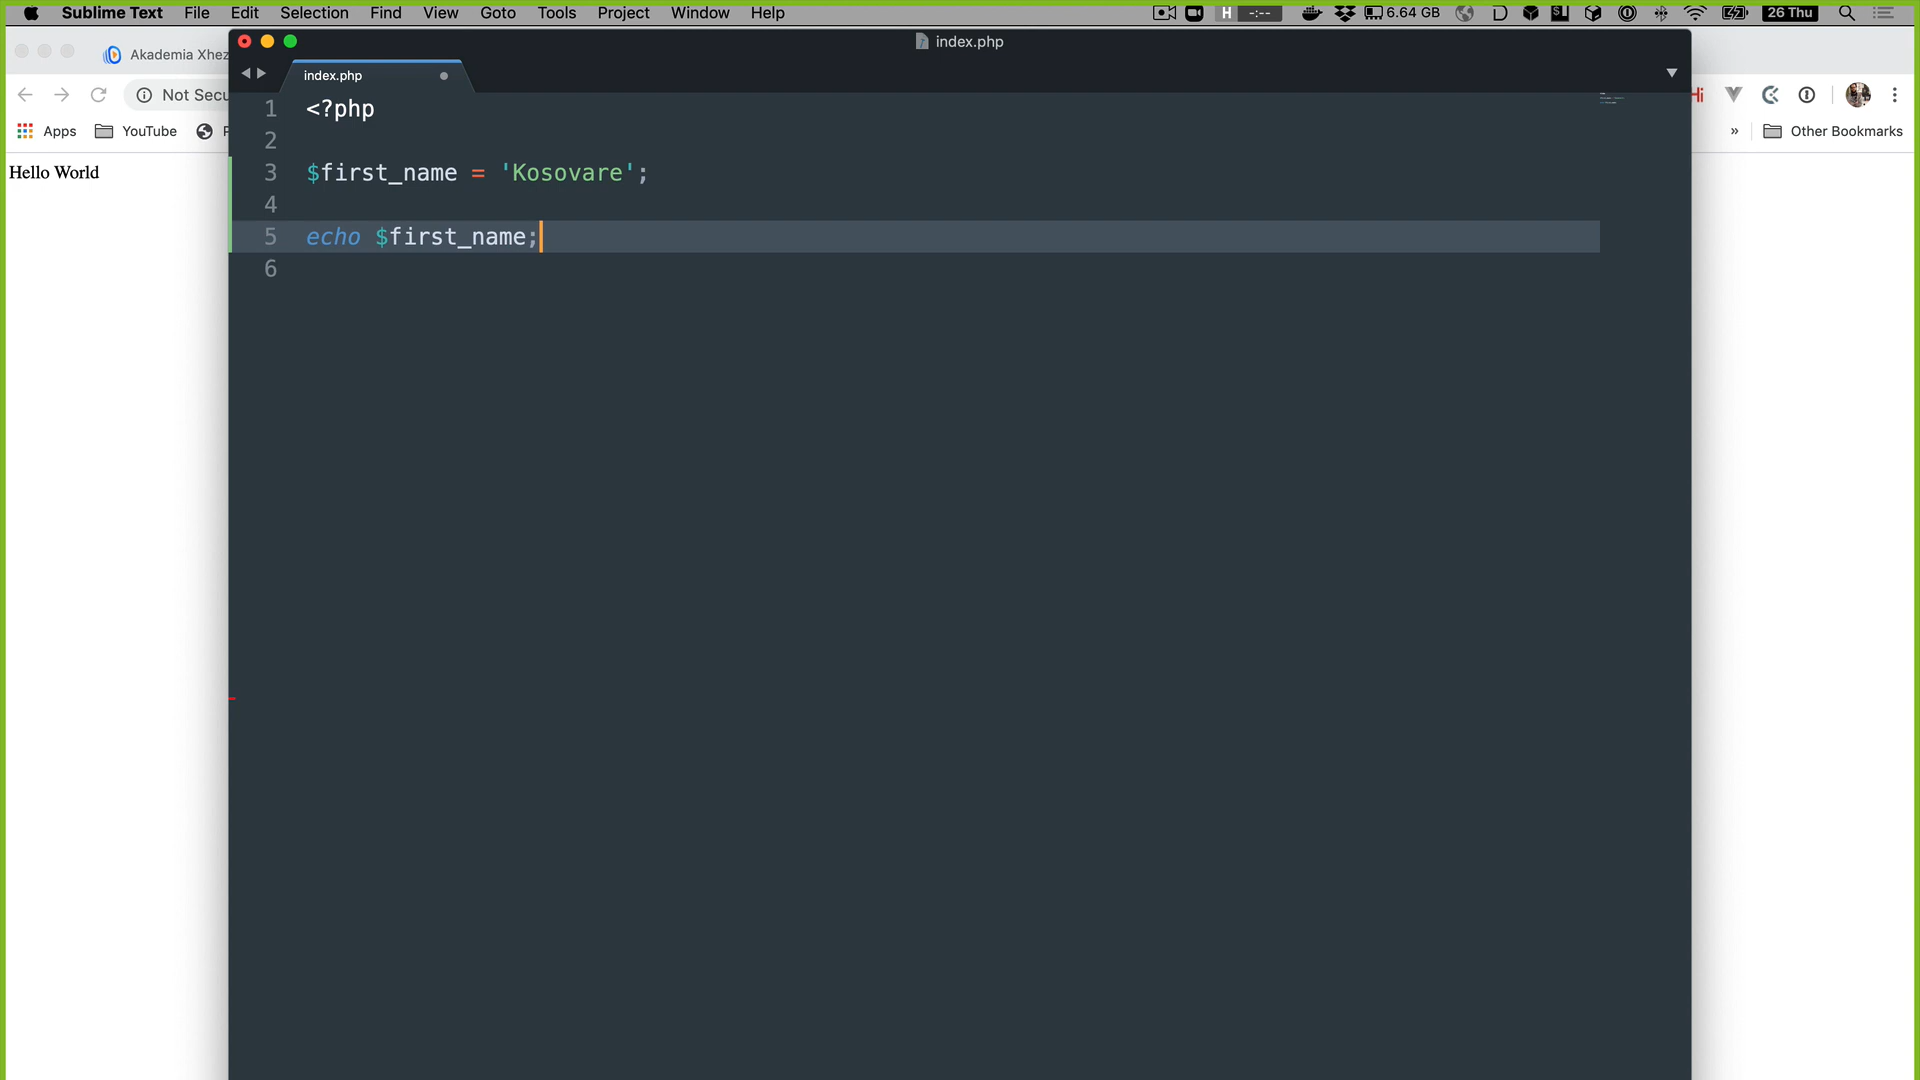 Sublime Text File Edit Selection Find View Goto Tools Project Window Help H -:-- 6.64 GB 26 Thu
index.php
Akademia Xhez
index.php
Not Secu
Apps YouTube
Other Bookmarks
Hello World
1 <?php
2
3 $first_name = 'Kosovare';
4
5 echo $first_name;
6